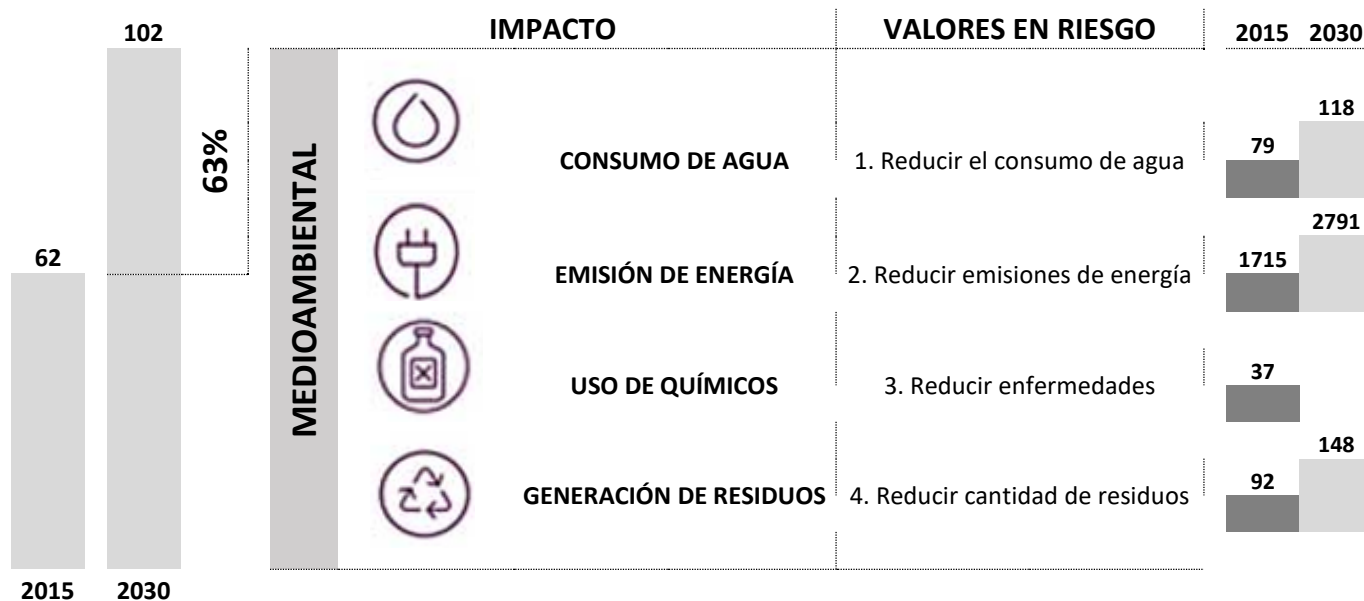 IMPACTO VALORES EN RIESGO 2015 2030
102
62
63%
2015 2030
MEDIOAMBIENTAL
CONSUMO DE AGUA 1. Reducir el consumo de agua 79 118
EMISIÓN DE ENERGÍA 2. Reducir emisiones de energía 1715 2791
USO DE QUÍMICOS 3. Reducir enfermedades 37
GENERACIÓN DE RESIDUOS 4. Reducir cantidad de residuos 92 148